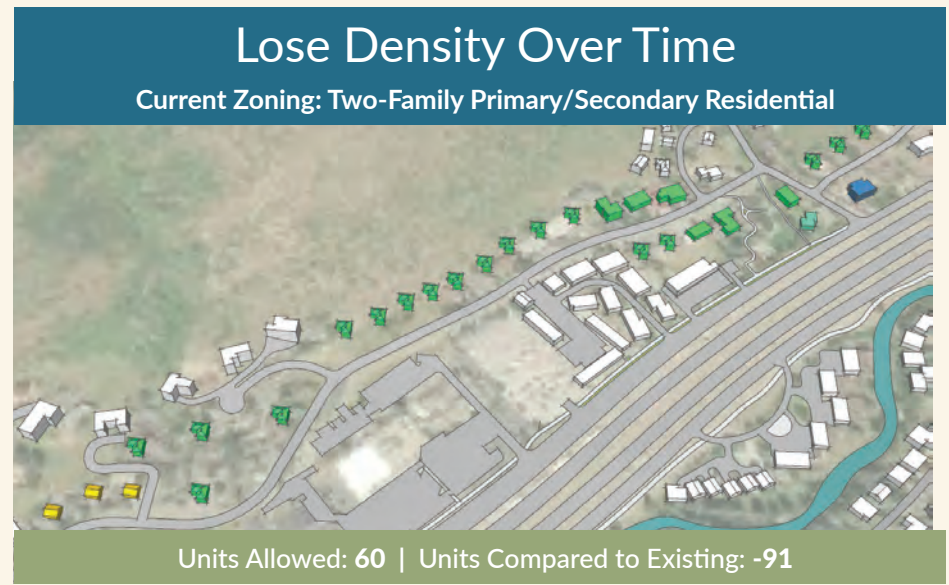 Lose Density Over Time
Current Zoning: Two-Family Primary/Secondary Residential
Units Allowed: 60 | Units Compared to Existing: -91